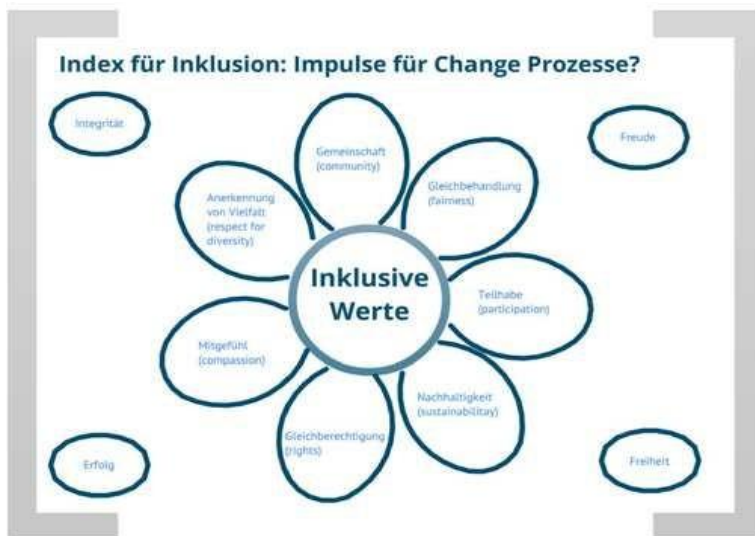 Index für Inklusion: Impulse für Change Prozesse?
Integrität
Freude
Gemeinschaft
(community)
Gleichbehandlung
(fairness)
Anerkennung
von Vielfalt
(respect for
diversity)
Inklusive
Werte
Teilhabe
(participation)
Mitgefühl
(compassion)
Nachhaltigkeit
(sustainabilitay)
Gleichberechtigung
(rights)
Erfolg
Freiheit